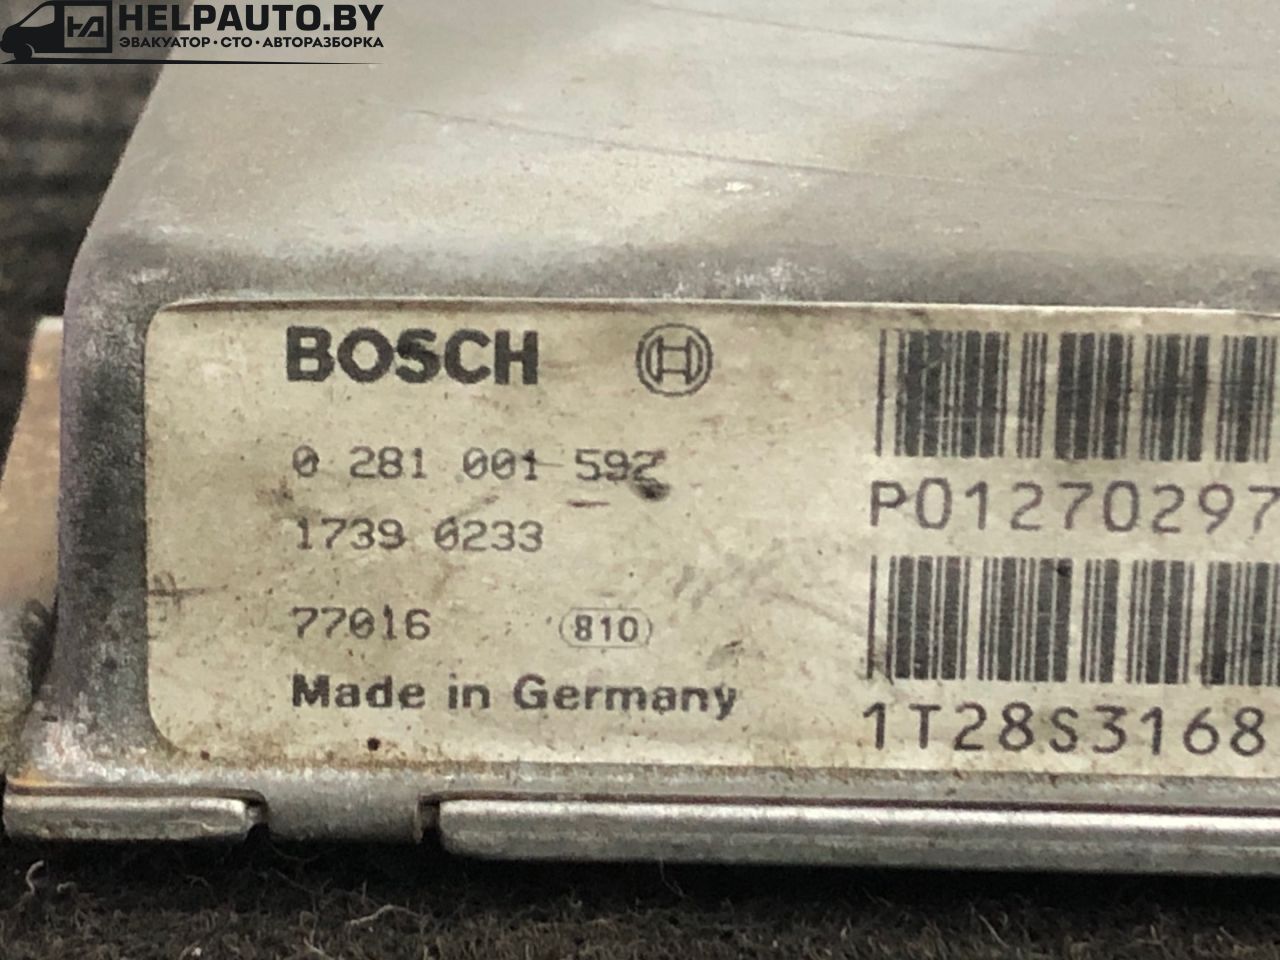 HELPAUTO.BY
ЭВАКУАТОР·СТО·АВТОРАЗБОРКА
BOSCH
0 281 001 592
1739 0233
77016 810
Made in Germany
P01270297
1T28S3168